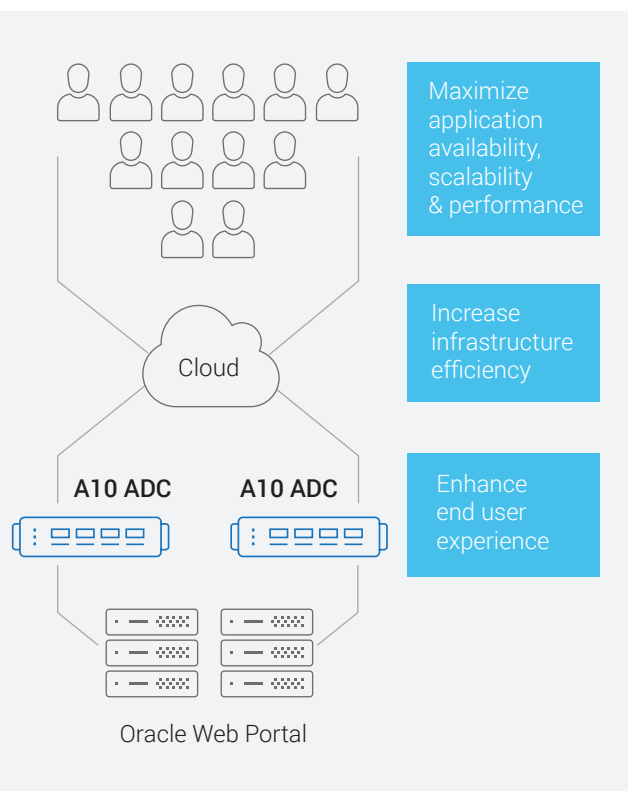 Maximize
application
availability,
scalability
& performance
Increase
infrastructure
efficiency
Cloud
A10 ADC
A10 ADC
Enhance
end user
experience
Oracle Web Portal